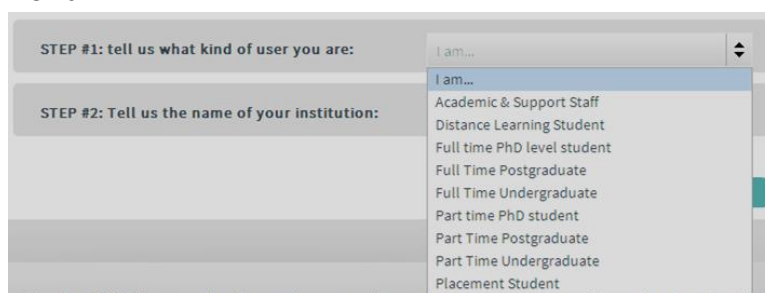 STEP #1: tell us what kind of user you are:
I am...
I am...
Academic & Support Staff
STEP #2: Tell us the name of your institution:
Distance Learning Student
Full time PhD level student
Full Time Postgraduate
Full Time Undergraduate
Part time PhD student
Part Time Postgraduate
Part Time Undergraduate
Placement Student